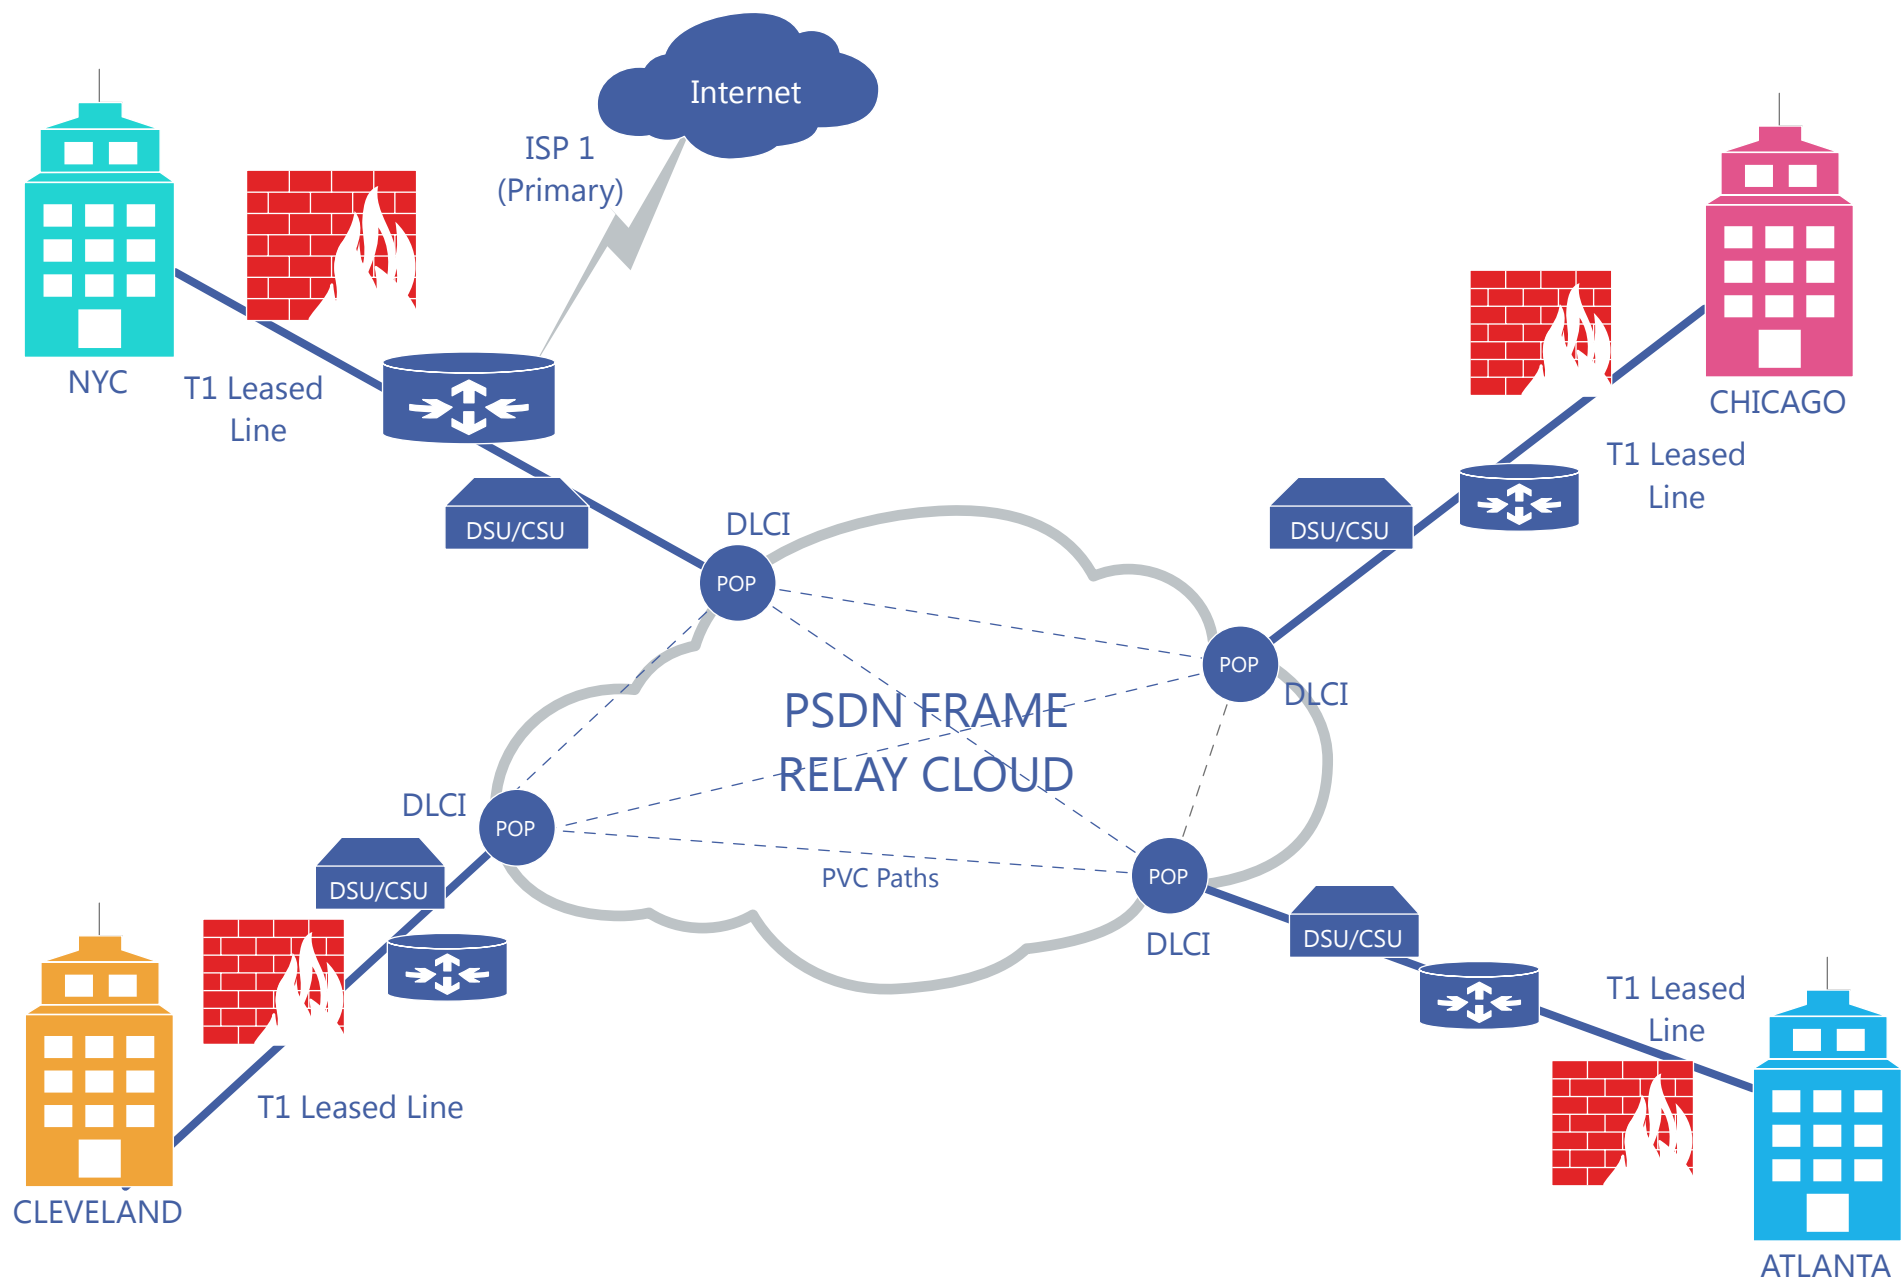 Internet
ISP 1
(Primary)
NYC
T1 Leased
Line
CHICAGO
T1 Leased
Line
DSU/CSU
DSU/CSU
DLCI
POP
POP
DLCI
PSDN FRAME
RELAY CLOUD
DLCI
POP
PVC Paths
POP
DLCI
DSU/CSU
DSU/CSU
T1 Leased
Line
T1 Leased Line
CLEVELAND
ATLANTA